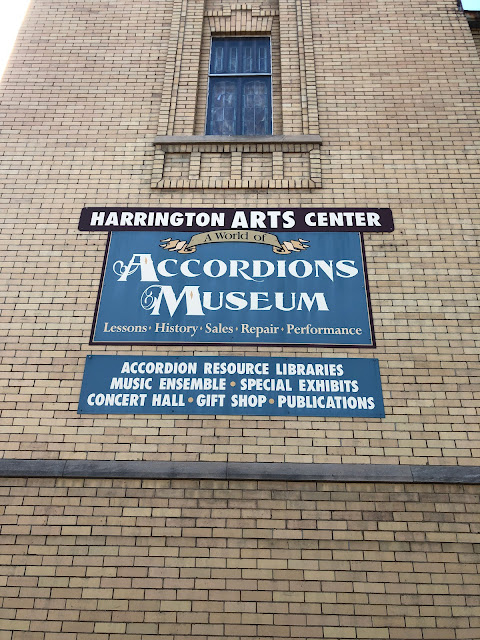 HARRINGTON ARTS CENTER
A World of
ACCORDIONS
MUSEUM
Lessons • History • Sales • Repair • Performance
ACCORDION RESOURCE LIBRARIES
MUSIC ENSEMBLE • SPECIAL EXHIBITS
CONCERT HALL • GIFT SHOP • PUBLICATIONS